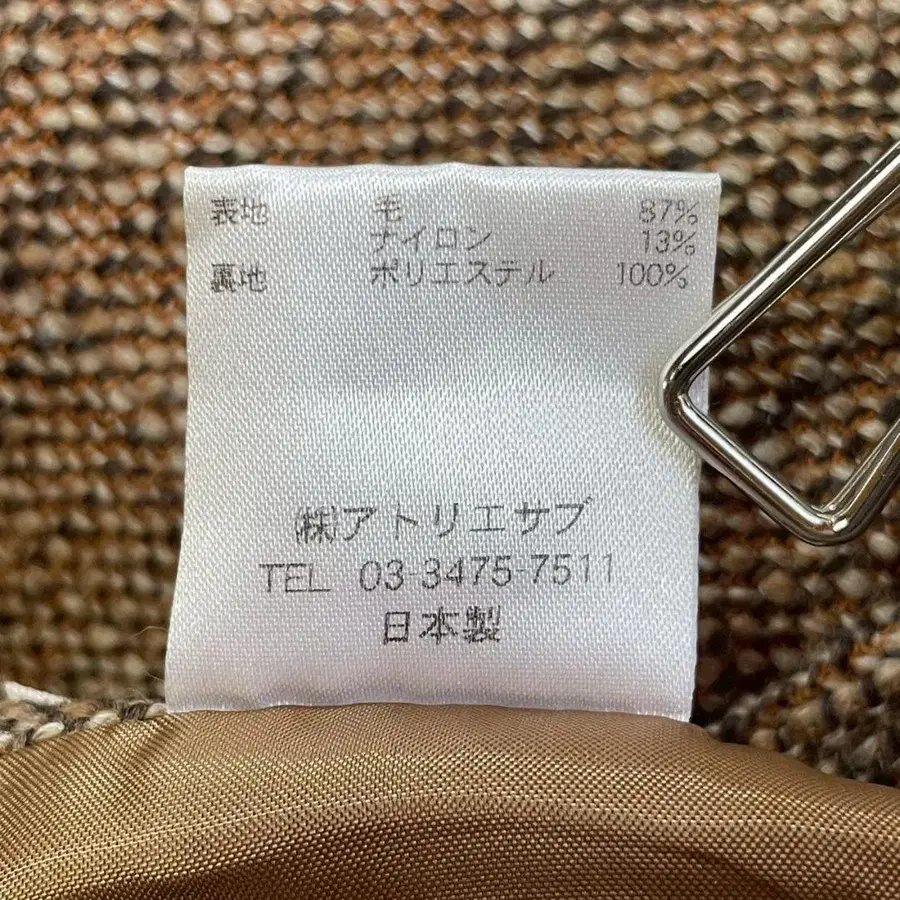 表地 毛 87%
ナイロン 13%
裏地 ポリエステル 100%
㈱アトリエサブ
TEL 03-3475-7511
日本製